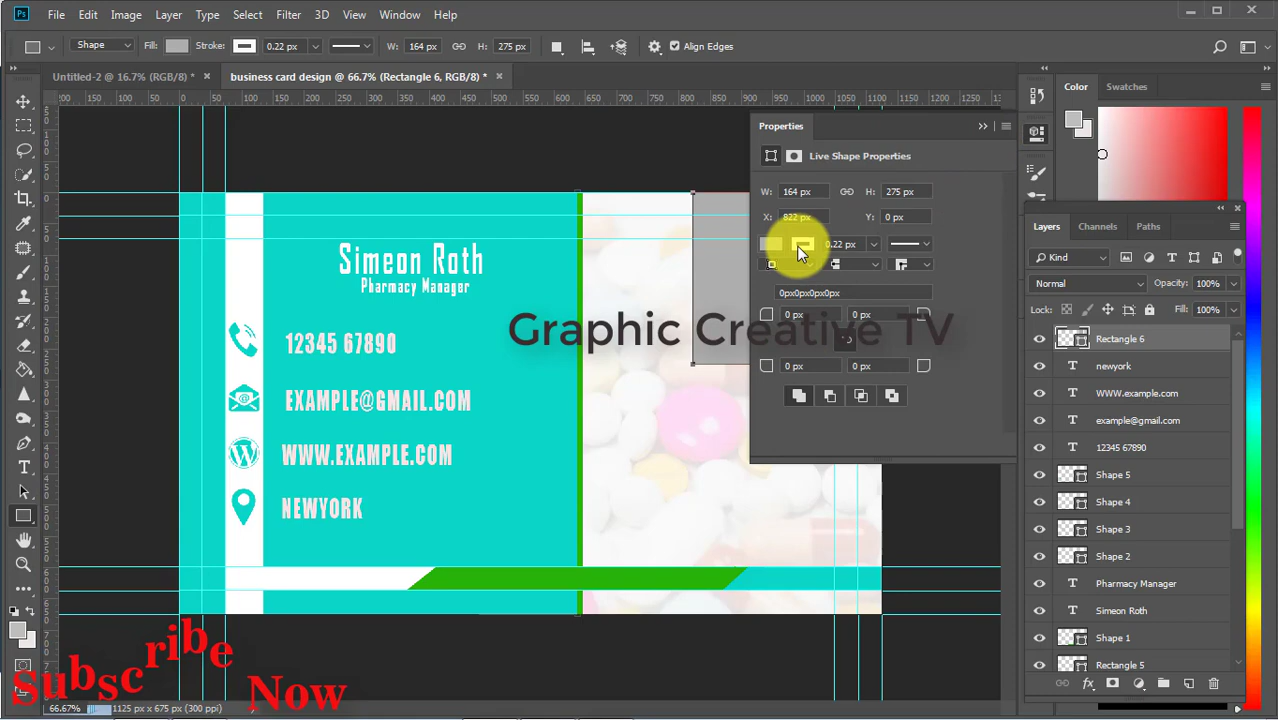 Ps File Edit Image Layer Type Select Filter 3D View Window Help
Shape Fill: Stroke: 0.22 px W: 164 px H: 275 px Align Edges
Untitled-2 @ 16.7% (RGB/8) * business card design @ 66.7% (Rectangle 6, RGB/8) *
Color Swatches
Properties
Live Shape Properties
W: 164 px H: 275 px
X: 822 px Y: 0 px
0.22 px
0px0px0px0px
0 px 0 px
0 px 0 px
Simeon Roth
Pharmacy Manager
12345 67890
EXAMPLE@GMAIL.COM
WWW.EXAMPLE.COM
NEWYORK
Graphic Creative TV
Layers Channels Paths
Kind
Normal Opacity: 100%
Lock: Fill: 100%
Rectangle 6
newyork
WWW.example.com
example@gmail.com
12345 67890
Shape 5
Shape 4
Shape 3
Shape 2
Pharmacy Manager
Simeon Roth
Shape 1
Rectangle 5
Subscribe
Now
66.67% 1125 px x 675 px (300 ppi)